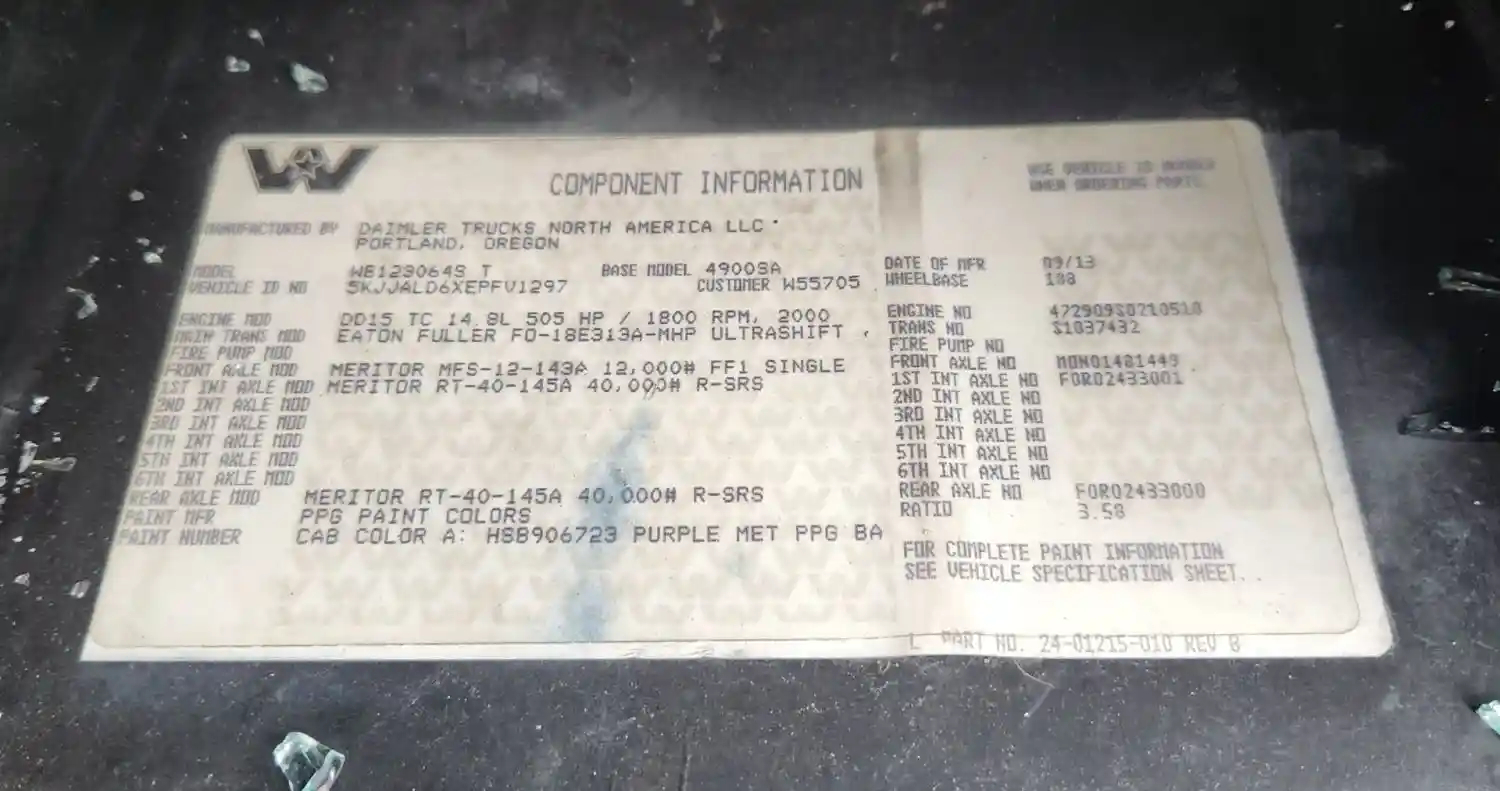 COMPONENT INFORMATION
USE VEHICLE ID NUMBER
WHEN ORDERING PARTS.
MANUFACTURED BY DAIMLER TRUCKS NORTH AMERICA LLC
PORTLAND, OREGON
MODEL WB123064S T BASE MODEL 4900SA DATE OF MFR 09/13
VEHICLE ID NO 5KJJALD6XEPFV1297 CUSTOMER W55705 WHEELBASE 188
ENGINE MOD DD15 TC 14.8L 505 HP / 1800 RPM, 2000 ENGINE NO 472909S0210518
MAIN TRANS MOD EATON FULLER FO-18E313A-MHP ULTRASHIFT TRANS NO S1037432
FIRE PUMP MOD FIRE PUMP NO
FRONT AXLE MOD MERITOR MFS-12-143A 12,000# FF1 SINGLE FRONT AXLE NO MON01481449
1ST INT AXLE MOD MERITOR RT-40-145A 40,000# R-SRS 1ST INT AXLE NO FOR02433001
2ND INT AXLE MOD 2ND INT AXLE NO
3RD INT AXLE MOD 3RD INT AXLE NO
4TH INT AXLE MOD 4TH INT AXLE NO
5TH INT AXLE MOD 5TH INT AXLE NO
6TH INT AXLE MOD 6TH INT AXLE NO
REAR AXLE MOD MERITOR RT-40-145A 40,000# R-SRS REAR AXLE NO FOR02433000
PAINT MFR PPG PAINT COLORS RATIO 3.58
PAINT NUMBER CAB COLOR A: HSB906723 PURPLE MET PPG BA
FOR COMPLETE PAINT INFORMATION
SEE VEHICLE SPECIFICATION SHEET..
L PART NO. 24-01215-010 REV B